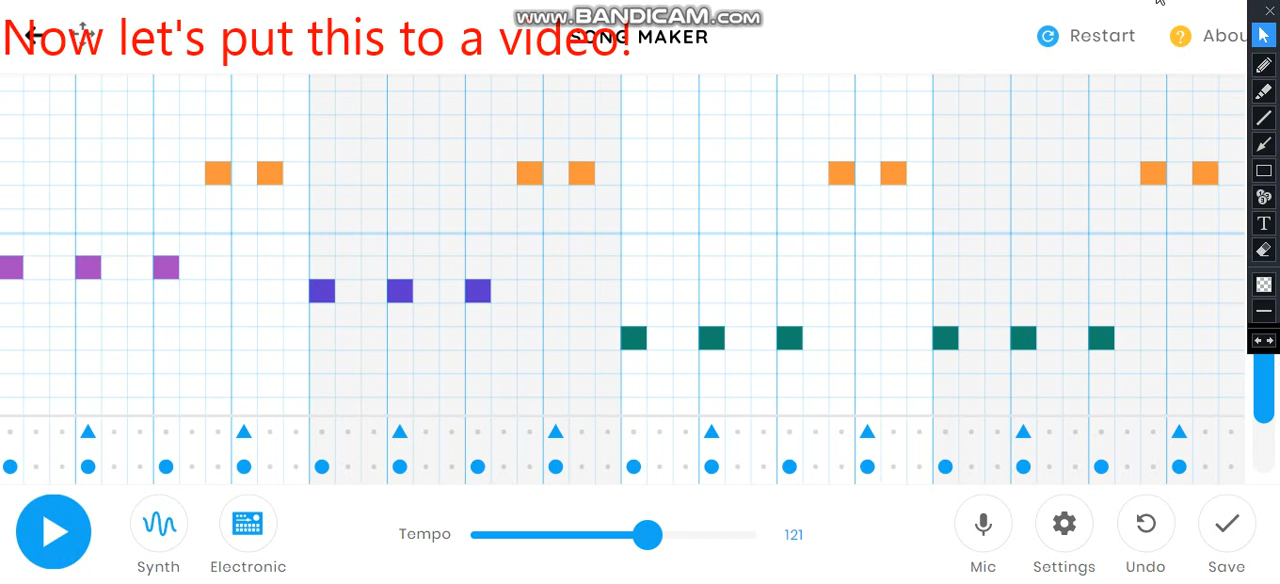 www.BANDICAM.com
Now let's put this to a video!
SONG MAKER
Restart
Abou
Tempo
121
Synth
Electronic
Mic
Settings
Undo
Save